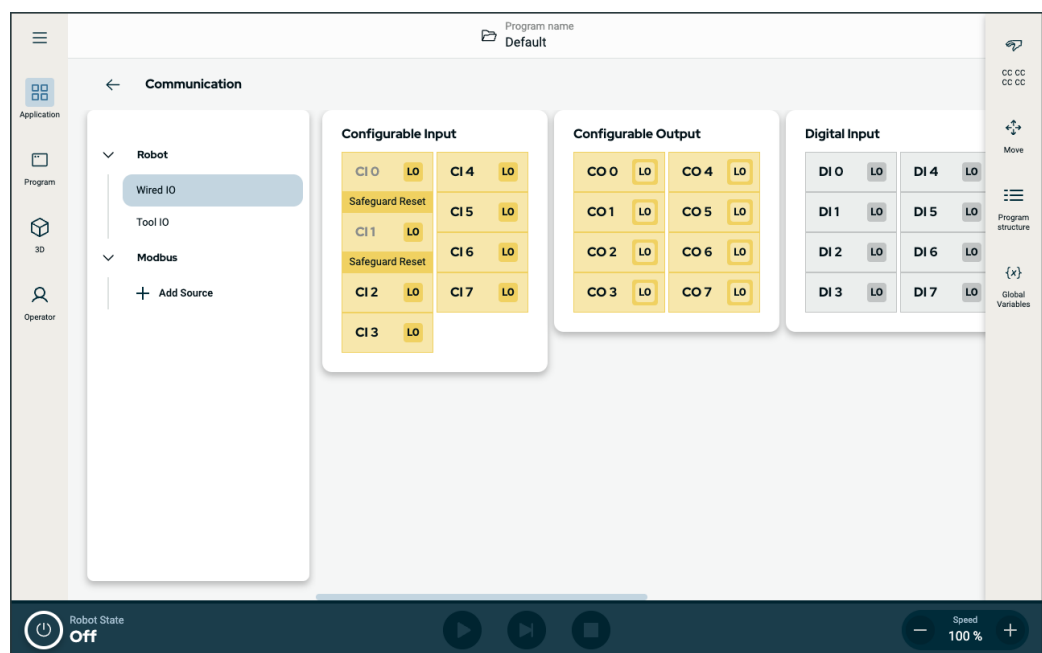 Program name
Default
CC CC
CC CC
Communication
Application
Program
3D
Operator
Robot
Wired IO
Tool IO
Modbus
Add Source
Configurable Input
CI 0 LO CI 4 LO
Safeguard Reset
CI 5 LO
CI 1 LO
CI 6 LO
Safeguard Reset
CI 2 LO CI 7 LO
CI 3 LO
Configurable Output
CO 0 LO CO 4 LO
CO 1 LO CO 5 LO
CO 2 LO CO 6 LO
CO 3 LO CO 7 LO
Digital Input
DI 0 LO DI 4 LO
DI 1 LO DI 5 LO
DI 2 LO DI 6 LO
DI 3 LO DI 7 LO
Move
Program
structure
{x}
Global
Variables
Robot State
Off
Speed
100 %